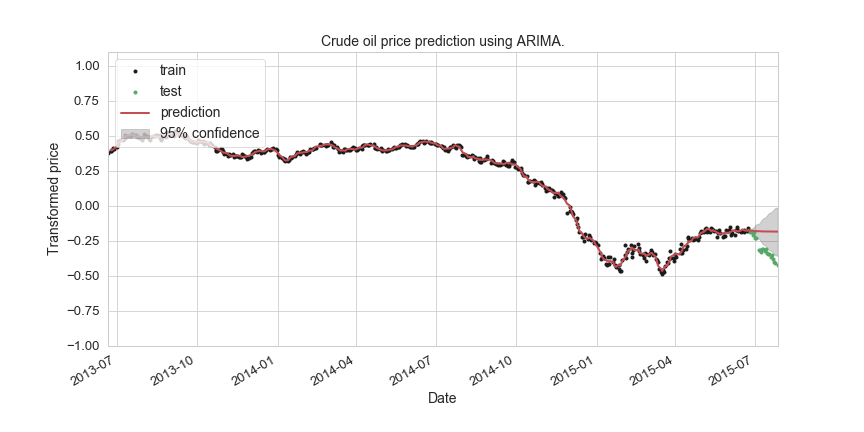 Crude oil price prediction using ARIMA.
1.00
0.75
0.50
0.25
0.00
−0.25
−0.50
−0.75
−1.00
Transformed price
train
test
prediction
95% confidence
2013-07
2013-10
2014-01
2014-04
2014-07
2014-10
2015-01
2015-04
2015-07
Date